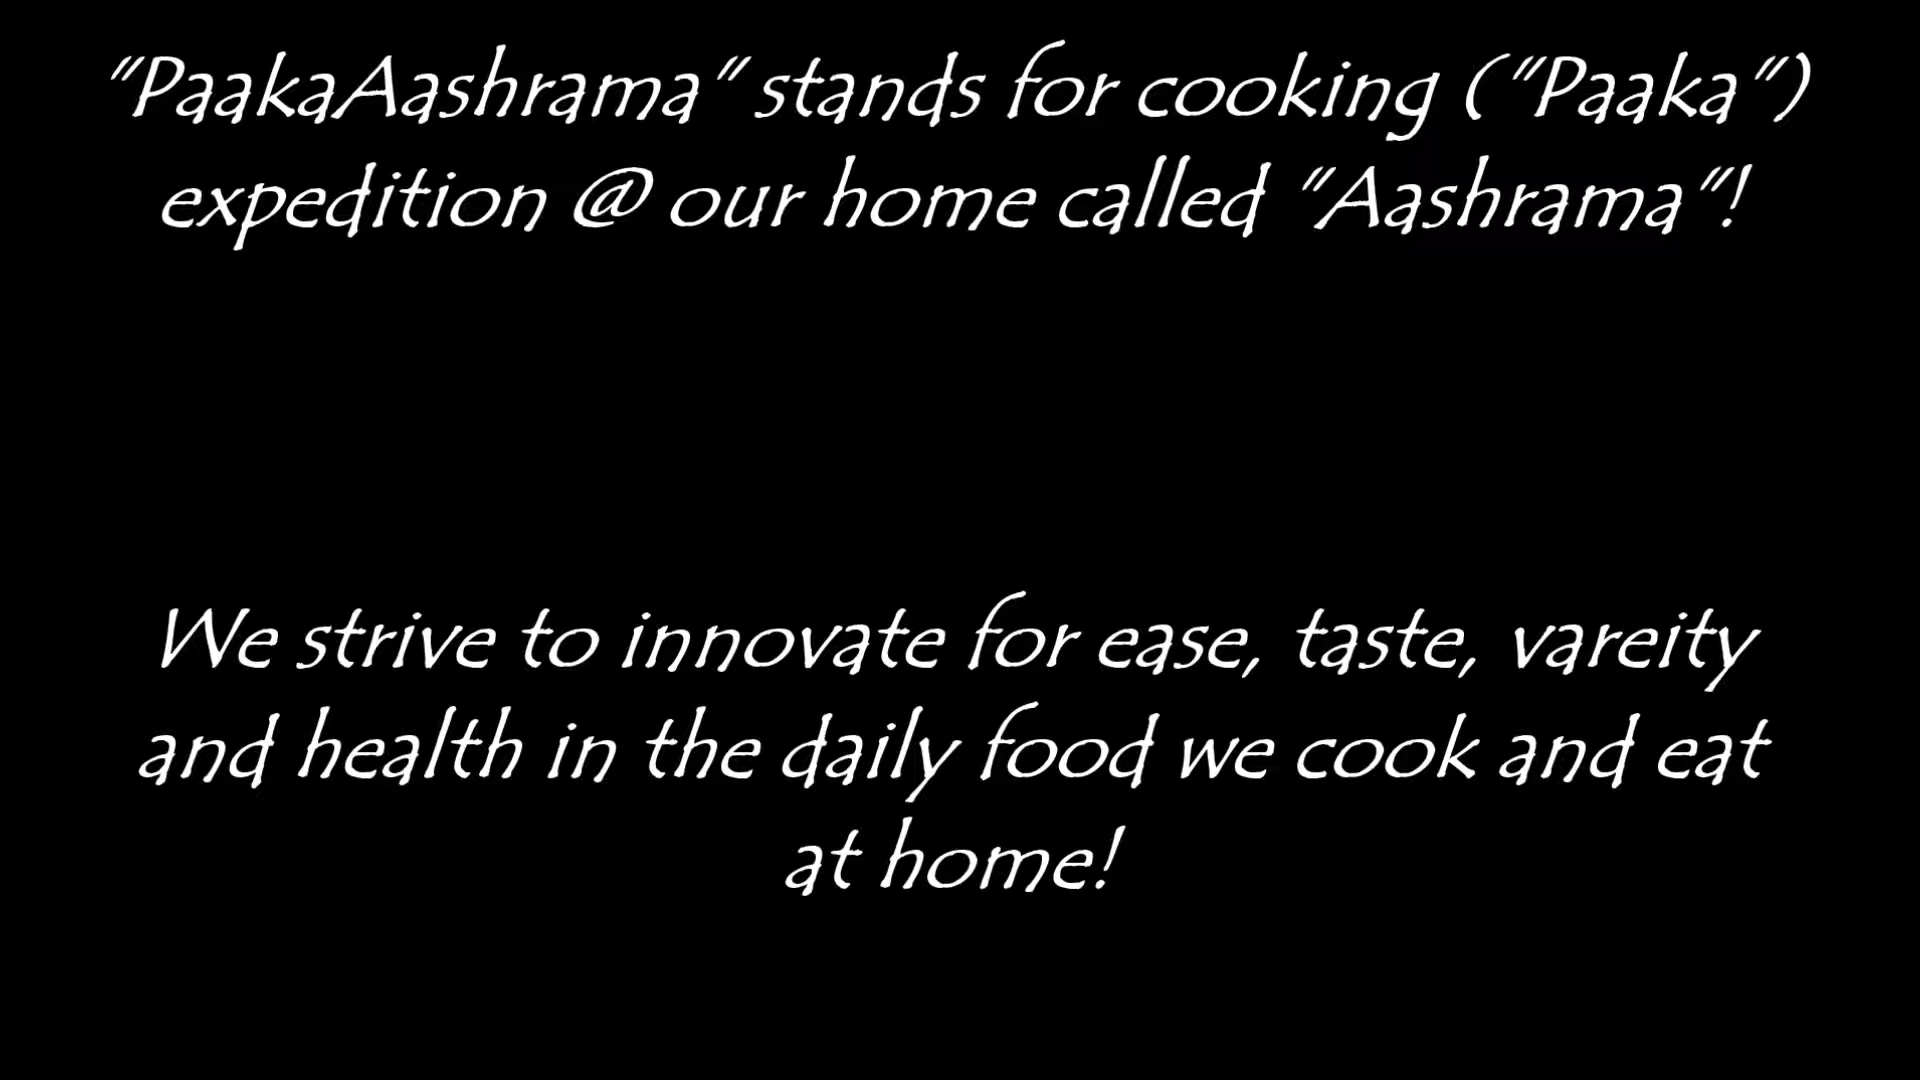 "PaakaAashrama" stands for cooking ("Paaka")
expedition @ our home called "Aashrama"!
We strive to innovate for ease, taste, vareity
and health in the daily food we cook and eat
at home!